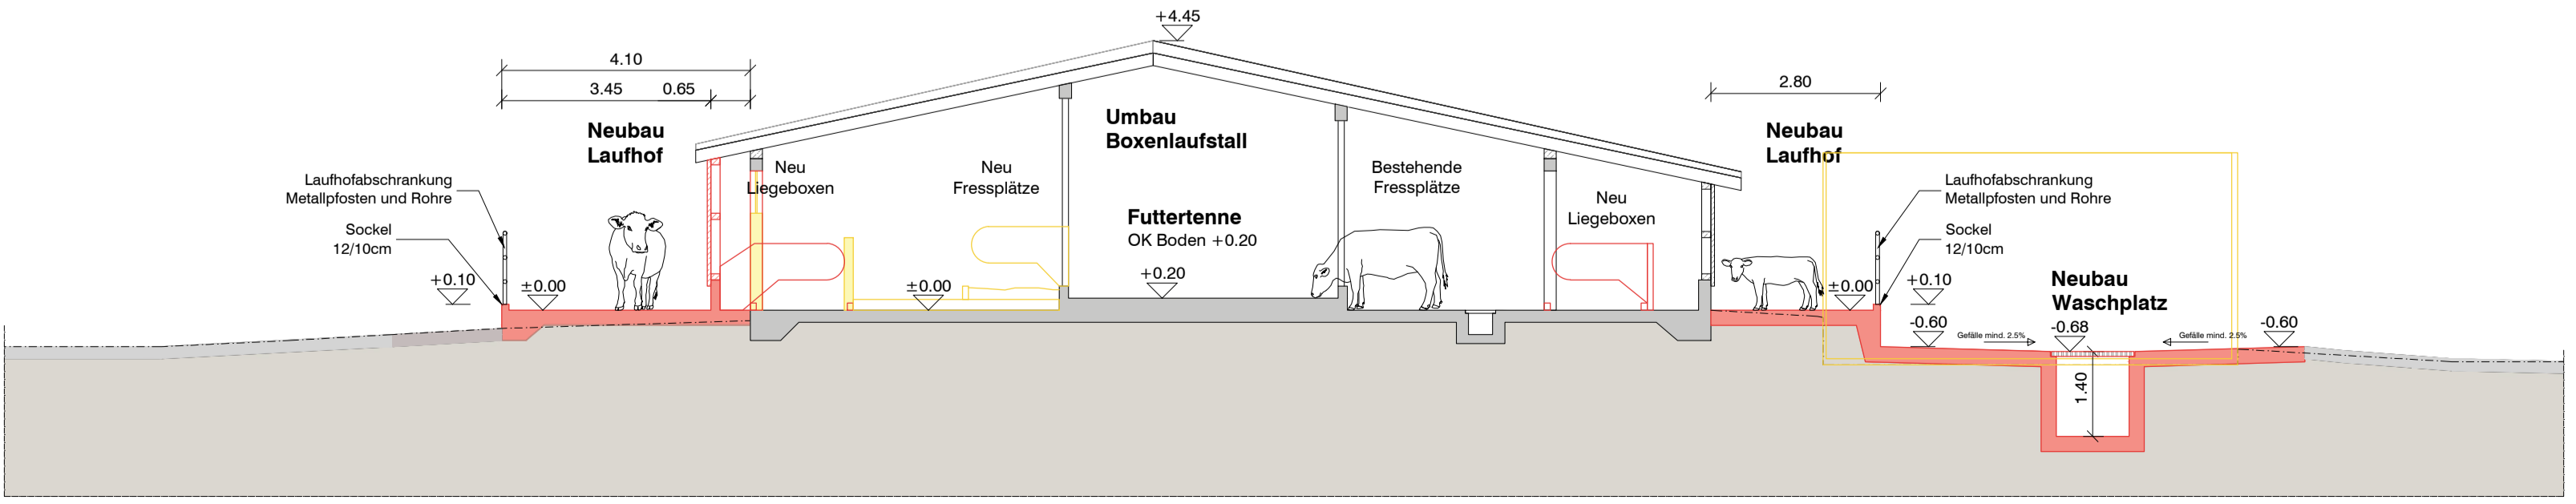 +4.45
4.10
3.45 0.65
2.80
Neubau
Laufhof
Umbau
Boxenlaufstall
Neubau
Laufhof
Neu
Liegeboxen
Neu
Fressplätze
Bestehende
Fressplätze
Neu
Liegeboxen
Laufhofabschrankung
Metallpfosten und Rohre
Sockel
12/10cm
Futtertenne
OK Boden +0.20
+0.20
Laufhofabschrankung
Metallpfosten und Rohre
Sockel
12/10cm
+0.10
±0.00
±0.00
±0.00
+0.10
Neubau
Waschplatz
-0.60
Gefälle mind. 2.5%
-0.68
Gefälle mind. 2.5%
-0.60
1.40